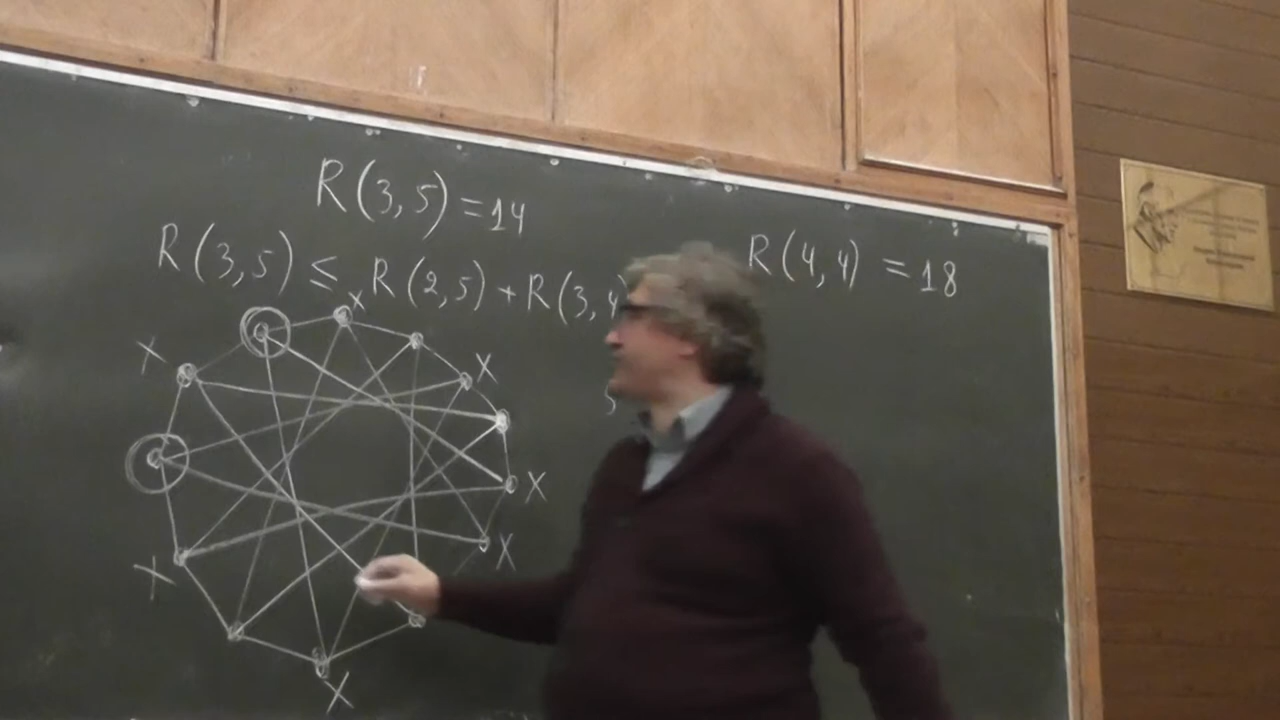 R(3,5)=14
R(3,5) ≤ R(2,5)+R(3,4
R(4,4)=18
X
X
X
X
X
X
X